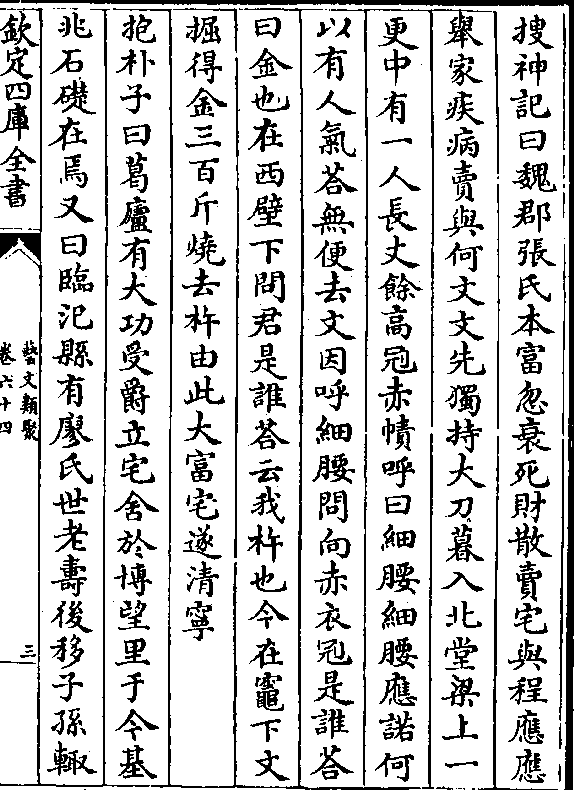 搜神記曰魏郡張氏本富忽衰死財散賣宅與程應應
舉家疾病賣與何文文先獨持大刀暮入北堂梁上一
更中有一人長丈餘高冠赤幘呼曰細腰細腰應諾何
以有人氣荅無便去文因呼細腰問向赤衣冠是誰荅
曰金也在西壁下問君是誰荅云我杵也今在竈下文
掘得金三百斤燒去杵由此大富宅遂清寧
抱朴子曰葛廬有大功受爵立宅舍於博望里于今基
兆石礎在焉又曰臨汜縣有廖氏世老壽後移子孫輙
欽定四庫全書
藝文類聚
卷六十四
三